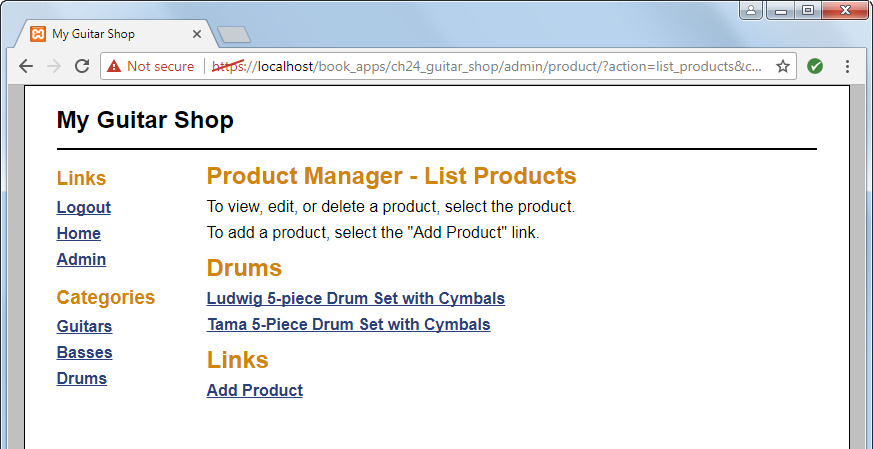 My Guitar Shop
Not secure https://localhost/book_apps/ch24_guitar_shop/admin/product/?action=list_products&c...
My Guitar Shop
Links
Logout
Home
Admin
Categories
Guitars
Basses
Drums
Product Manager - List Products
To view, edit, or delete a product, select the product.
To add a product, select the "Add Product" link.
Drums
Ludwig 5-piece Drum Set with Cymbals
Tama 5-Piece Drum Set with Cymbals
Links
Add Product